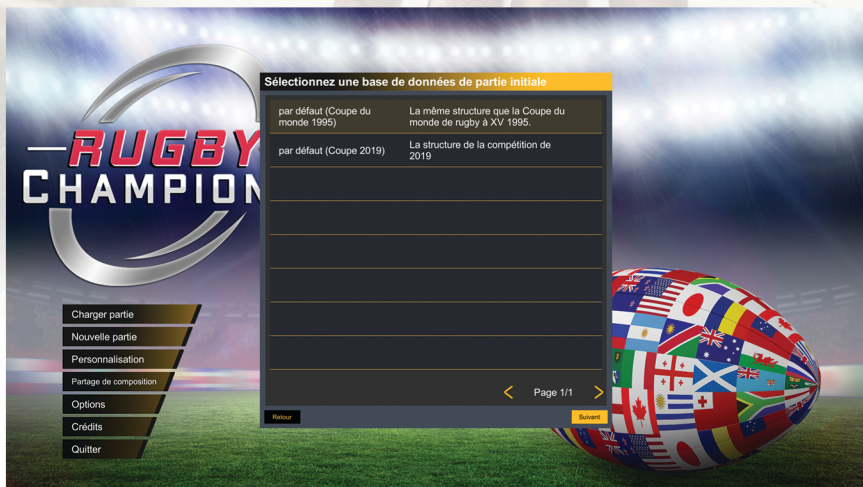 RUGBY
CHAMPION
Sélectionnez une base de données de partie initiale
par défaut (Coupe du
monde 1995)
La même structure que la Coupe du
monde de rugby à XV 1995.
par défaut (Coupe 2019)
La structure de la compétition de
2019
Page 1/1
Retour
Suivant
Charger partie
Nouvelle partie
Personnalisation
Partage de composition
Options
Crédits
Quitter